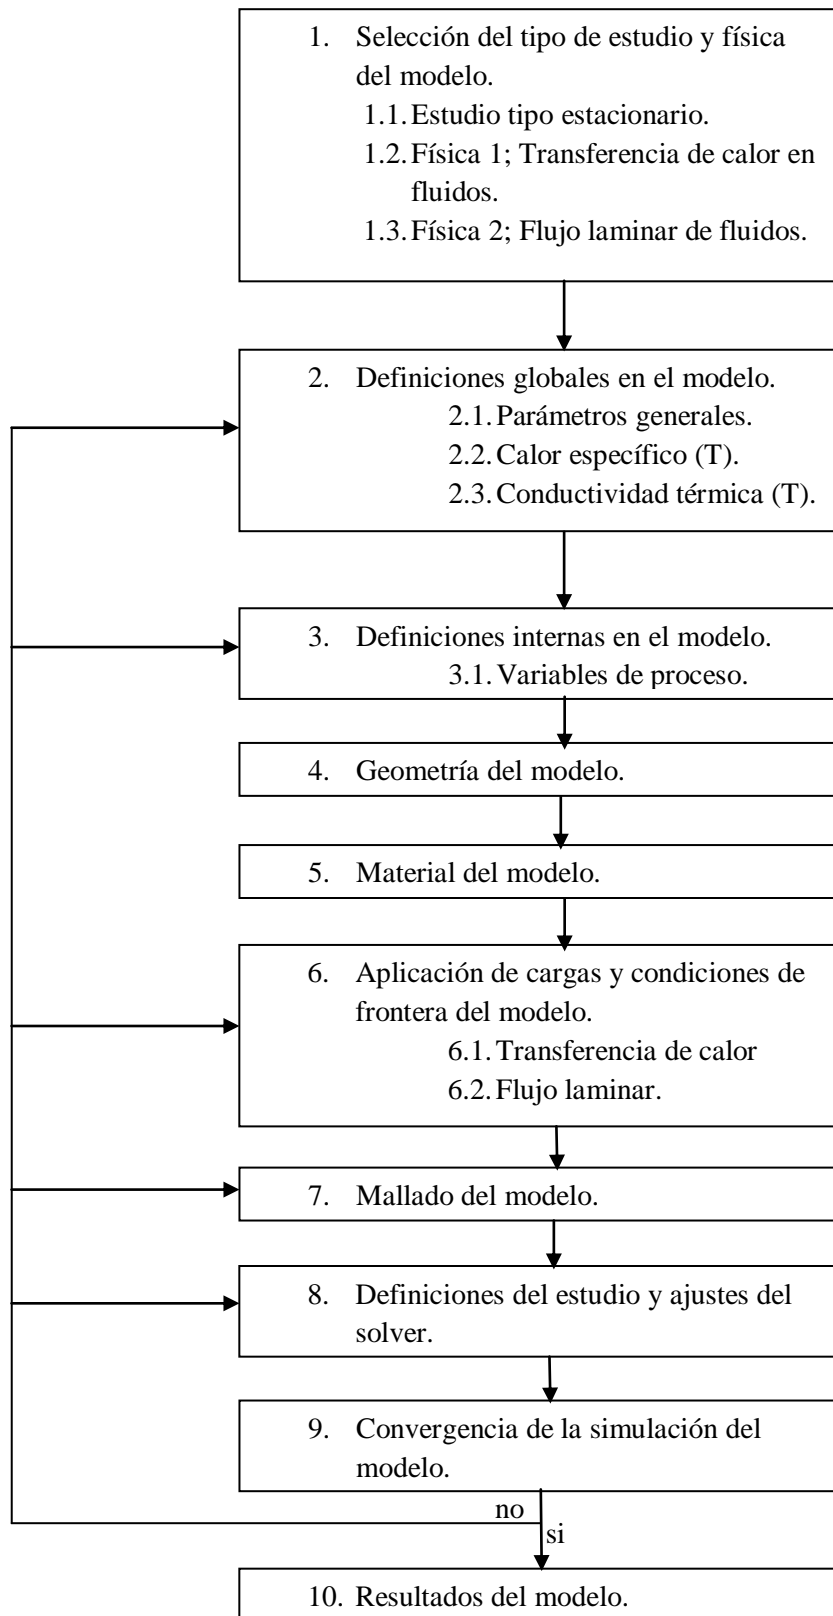 1. Selección del tipo de estudio y física
del modelo.
1.1. Estudio tipo estacionario.
1.2. Física 1; Transferencia de calor en
fluidos.
1.3. Física 2; Flujo laminar de fluidos.
2. Definiciones globales en el modelo.
2.1. Parámetros generales.
2.2. Calor específico (T).
2.3. Conductividad térmica (T).
3. Definiciones internas en el modelo.
3.1. Variables de proceso.
4. Geometría del modelo.
5. Material del modelo.
6. Aplicación de cargas y condiciones de
frontera del modelo.
6.1. Transferencia de calor
6.2. Flujo laminar.
7. Mallado del modelo.
8. Definiciones del estudio y ajustes del
solver.
9. Convergencia de la simulación del
modelo.
no
si
10. Resultados del modelo.